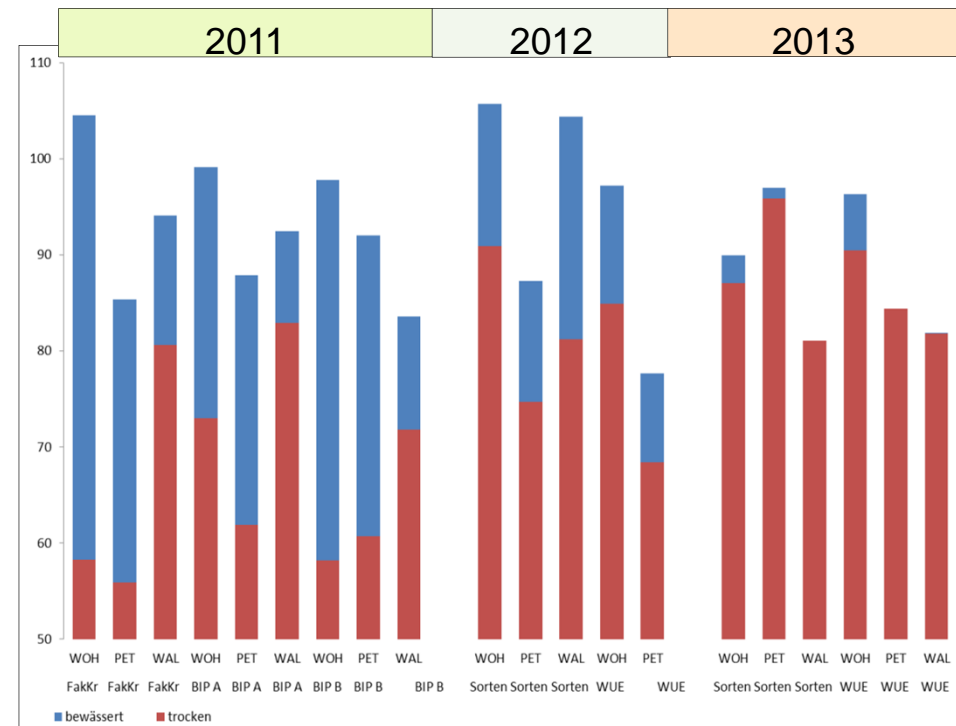 2011 2012 2013
110
100
90
80
70
60
50
WOH PET WAL WOH PET WAL WOH PET WAL WOH PET WAL WOH PET WOH PET WAL WOH PET WAL
FakKr FakKr FakKr BIP A BIP A BIP A BIP B BIP B BIP B Sorten Sorten Sorten WUE WUE Sorten Sorten Sorten WUE WUE WUE
bewässert trocken